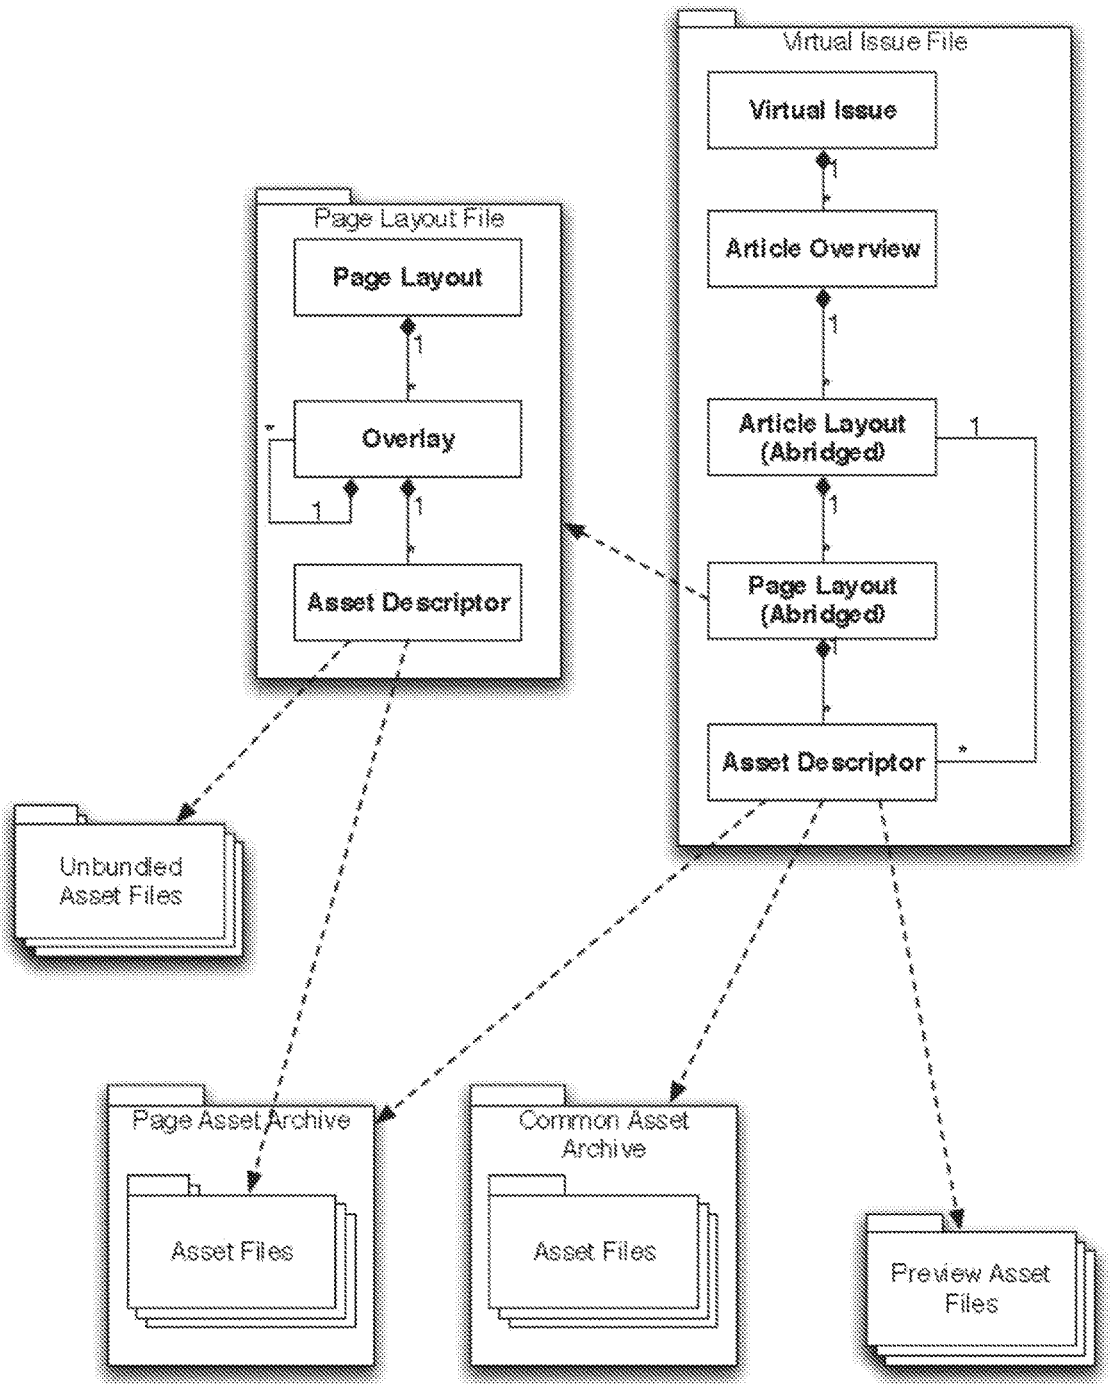 Virtual Issue File
Virtual Issue
1
*
Article Overview
1
*
Article Layout
(Abridged)
1
1
*
Page Layout
(Abridged)
1
*
Asset Descriptor
*
Page Layout File
Page Layout
1
*
Overlay
*
1
1
*
Asset Descriptor
Unbundled
Asset Files
Page Asset Archive
Asset Files
Common Asset
Archive
Asset Files
Preview Asset
Files